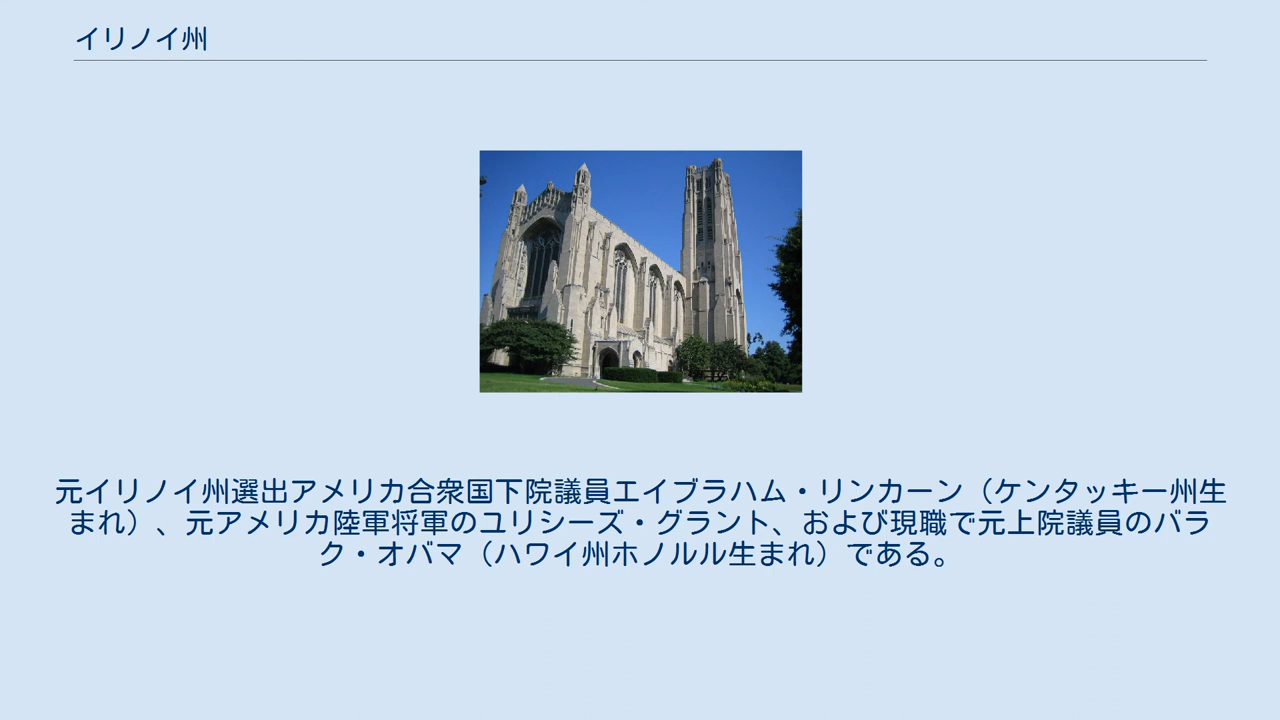 イリノイ州
元イリノイ州選出アメリカ合衆国下院議員エイブラハム・リンカーン（ケンタッキー州生
まれ）、元アメリカ陸軍将軍のユリシーズ・グラント、および現職で元上院議員のバラ
ク・オバマ（ハワイ州ホノルル生まれ）である。